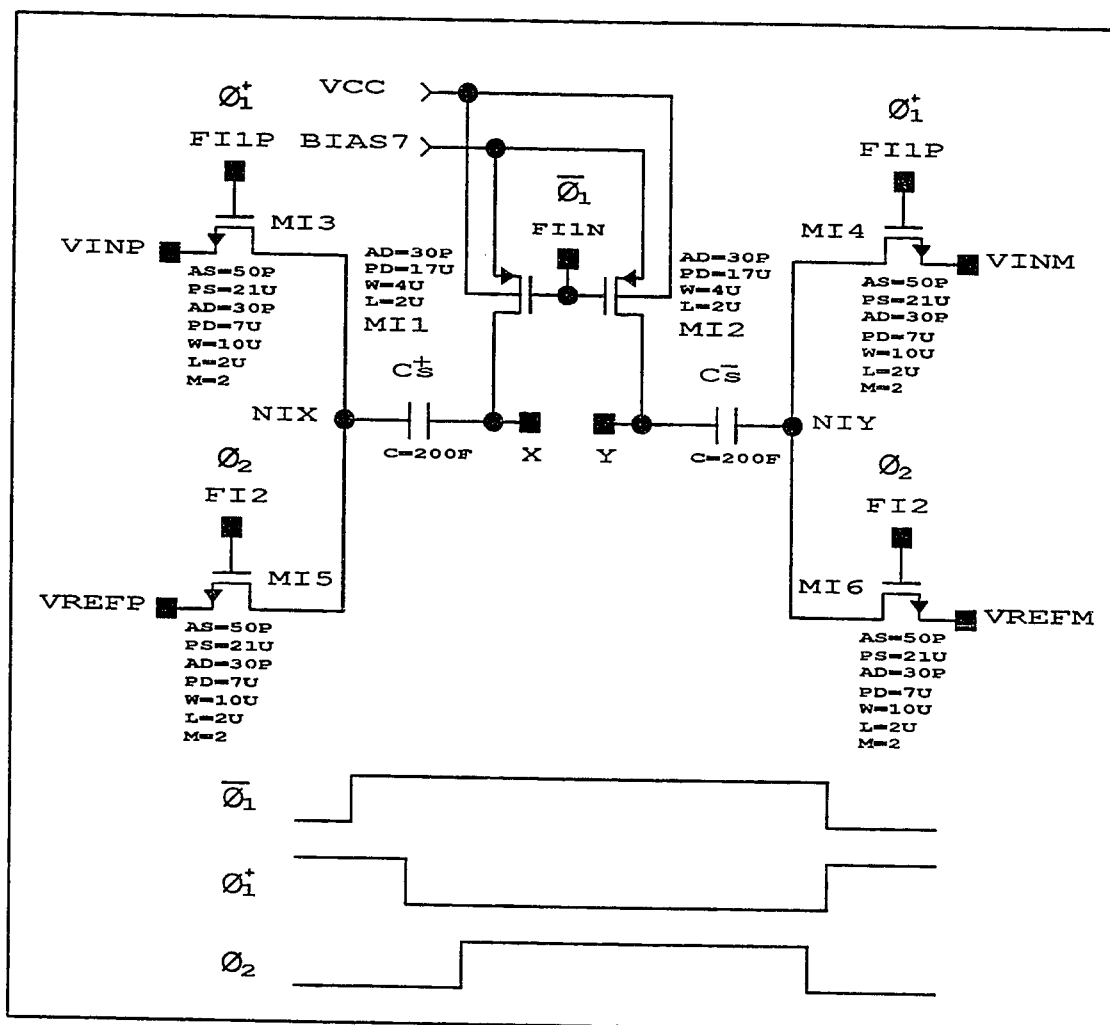 VCC
Ø₁⁺
FI1P
BIAS7
Ø₁⁺
FI1P
Ø̅₁
FI1N
MI3
MI4
VINP
VINM
AS=50P
PS=21U
AD=30P
PD=7U
W=10U
L=2U
M=2
AD=30P
PD=17U
W=4U
L=2U
MI1
AD=30P
PD=17U
W=4U
L=2U
MI2
AS=50P
PS=21U
AD=30P
PD=7U
W=10U
L=2U
M=2
Cs⁺
Cs⁻
NIX
NIY
C=200F
X
Y
C=200F
Ø₂
FI2
Ø₂
FI2
MI5
MI6
VREFP
VREFM
AS=50P
PS=21U
AD=30P
PD=7U
W=10U
L=2U
M=2
AS=50P
PS=21U
AD=30P
PD=7U
W=10U
L=2U
M=2
Ø̅₁
Ø₁⁺
Ø₂